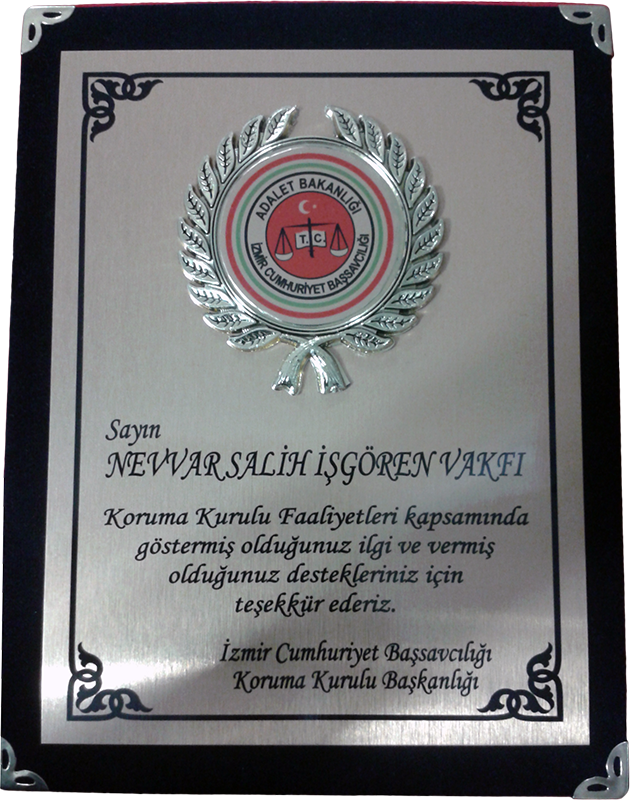 ADALET BAKANLIĞI
T.C.
İZMİR CUMHURİYET BAŞSAVCILIĞI
Sayın
NEVVAR SALİH İŞGÖREN VAKFI
Koruma Kurulu Faaliyetleri kapsamında
göstermiş olduğunuz ilgi ve vermiş
olduğunuz destekleriniz için
teşekkür ederiz.
İzmir Cumhuriyet Başsavcılığı
Koruma Kurulu Başkanlığı